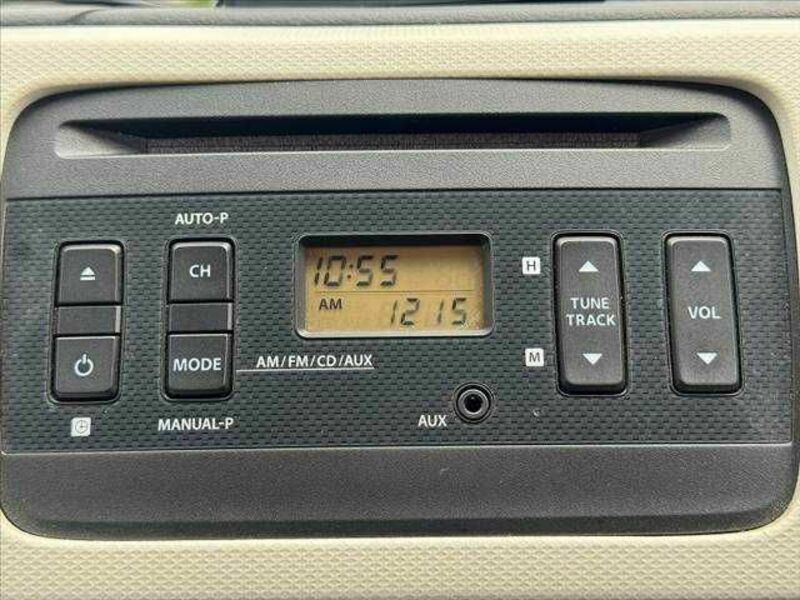 AUTO-P
CH
MODE
AM/FM/CD/AUX
MANUAL-P
10:55
AM 1215
AUX
H
TUNE
TRACK
M
VOL